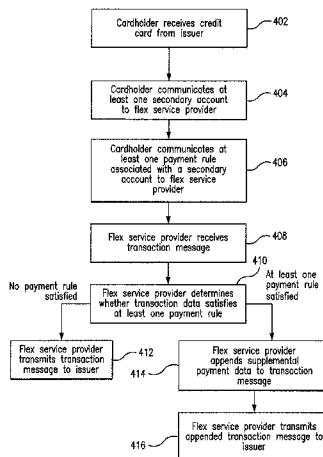 Cardholder receives credit
card from issuer
402
Cardholder communicates at
least one secondary account
to flex service provider
404
Cardholder communicates at
least one payment rule
associated with a secondary
account to flex service
provider
406
Flex service provider receives
transaction message
408
410
No payment rule
satisfied
Flex service provider determines
whether transaction data satisfies
at least one payment rule
At least one
payment rule
satisfied
Flex service provider
transmits transaction
message to issuer
412
414
Flex service provider
appends supplemental
payment data to transaction
message
416
Flex service provider transmits
appended transaction message to
issuer